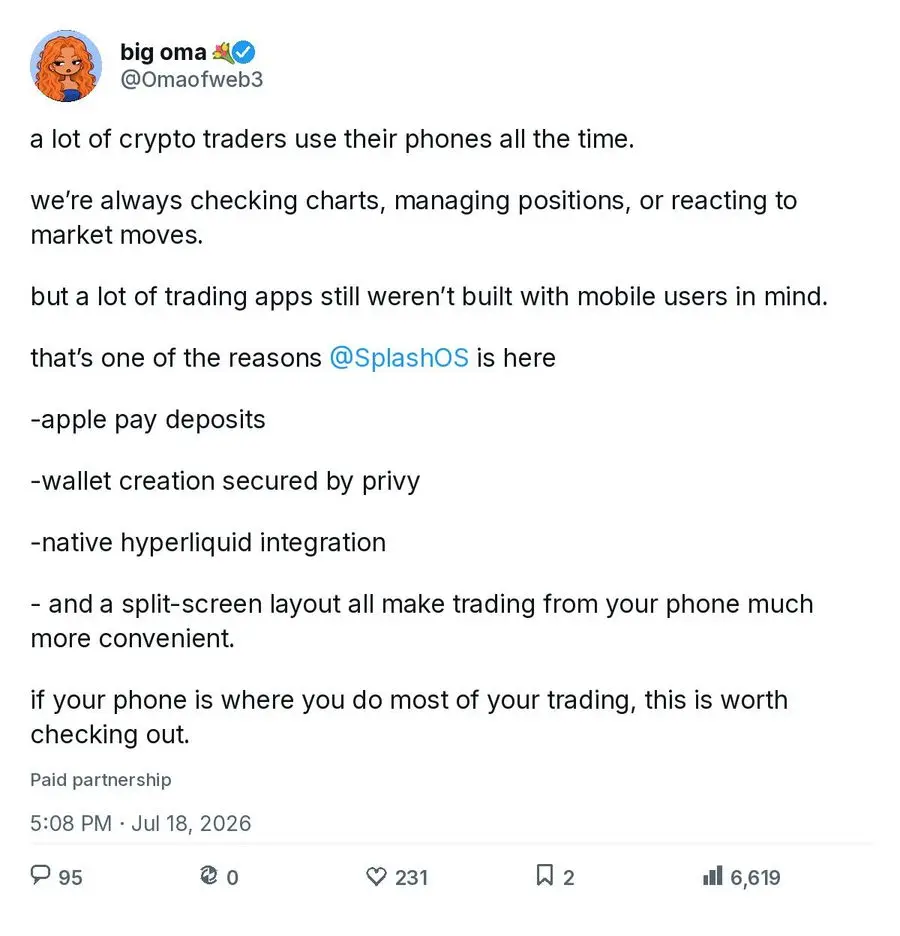 big oma 💐
@Omaofweb3
a lot of crypto traders use their phones all the time.
we’re always checking charts, managing positions, or reacting to
market moves.
but a lot of trading apps still weren’t built with mobile users in mind.
that’s one of the reasons @SplashOS is here
-apple pay deposits
-wallet creation secured by privy
-native hyperliquid integration
- and a split-screen layout all make trading from your phone much
more convenient.
if your phone is where you do most of your trading, this is worth
checking out.
Paid partnership
5:08 PM · Jul 18, 2026
95 0 231 2 6,619